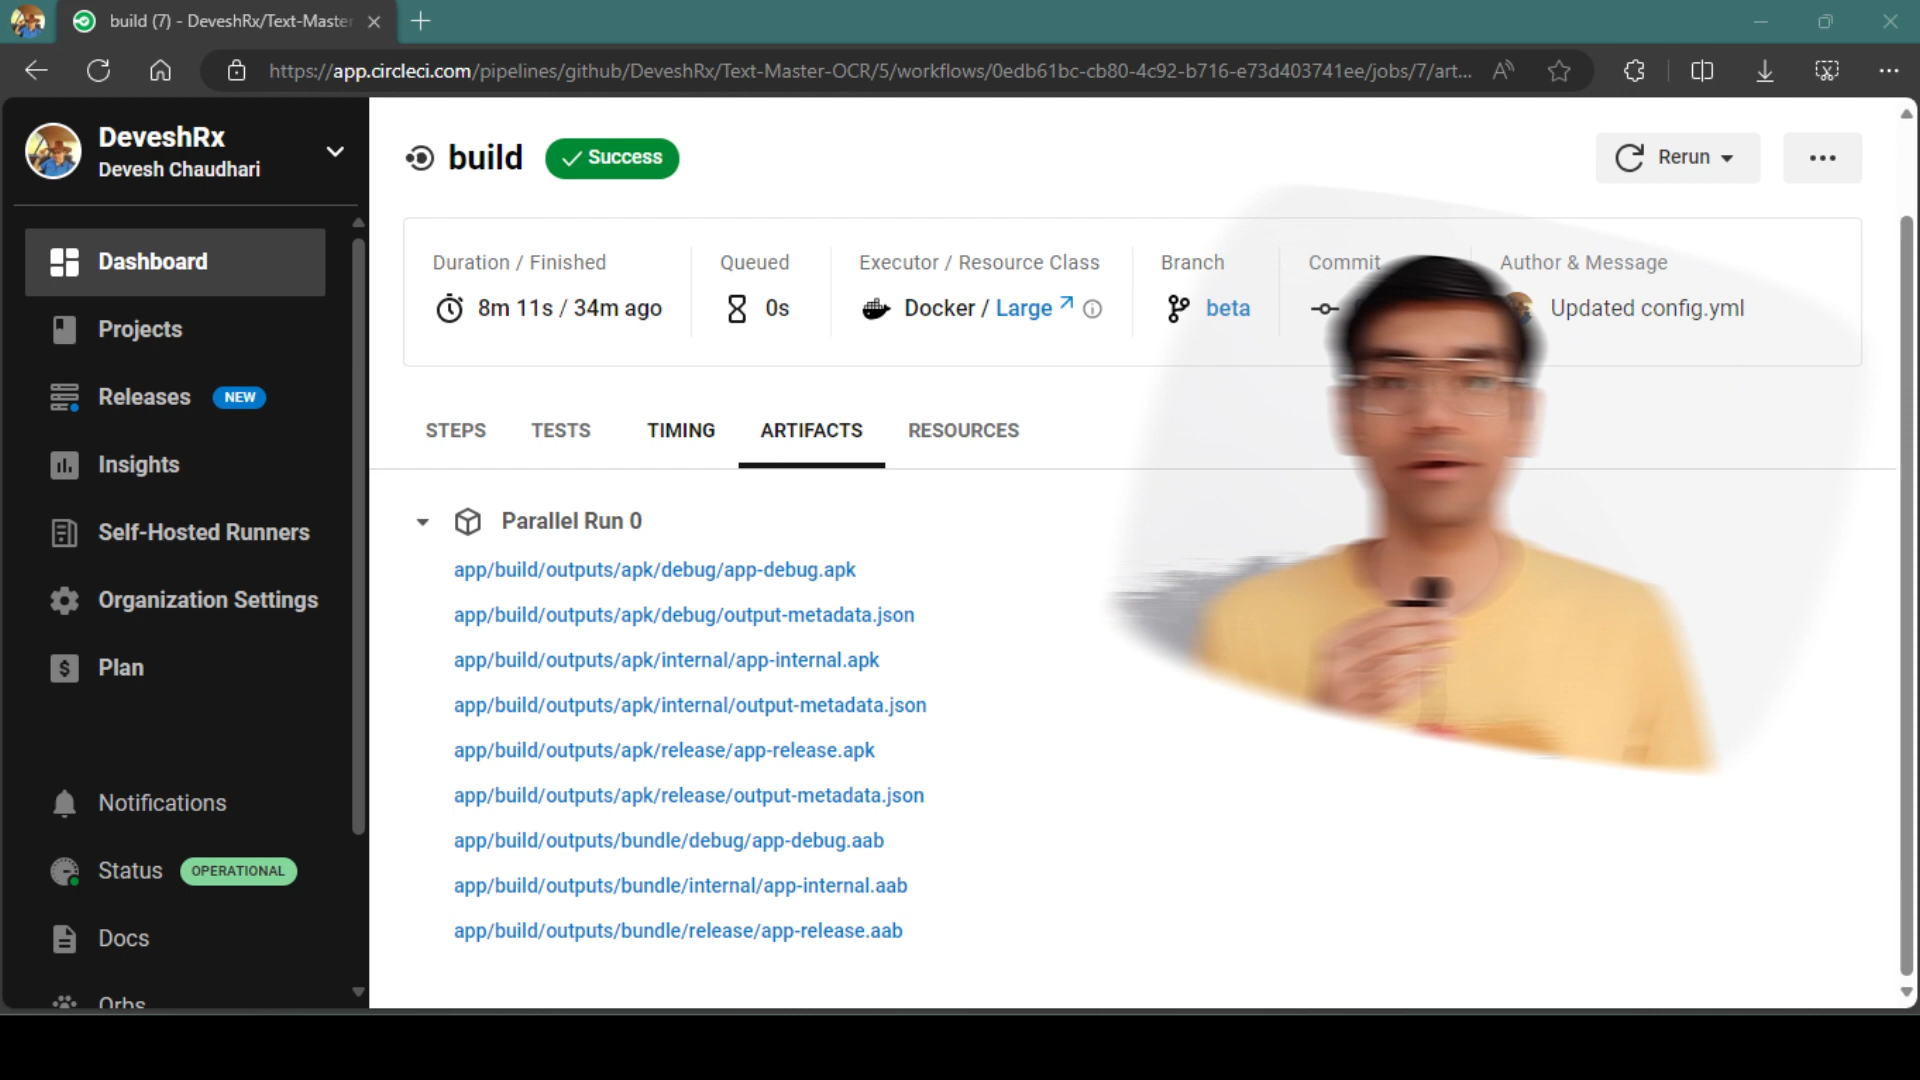 build (7) - DeveshRx/Text-Master
https://app.circleci.com/pipelines/github/DeveshRx/Text-Master-OCR/5/workflows/0edb61bc-cb80-4c92-b716-e73d403741ee/jobs/7/art...
DeveshRx
Devesh Chaudhari
Dashboard
Projects
Releases NEW
Insights
Self-Hosted Runners
Organization Settings
Plan
Notifications
Status OPERATIONAL
Docs
Orbs
build Success
Rerun
Duration / Finished
8m 11s / 34m ago
Queued
0s
Executor / Resource Class
Docker / Large
Branch
beta
Commit
Author & Message
Updated config.yml
STEPS TESTS TIMING ARTIFACTS RESOURCES
Parallel Run 0
app/build/outputs/apk/debug/app-debug.apk
app/build/outputs/apk/debug/output-metadata.json
app/build/outputs/apk/internal/app-internal.apk
app/build/outputs/apk/internal/output-metadata.json
app/build/outputs/apk/release/app-release.apk
app/build/outputs/apk/release/output-metadata.json
app/build/outputs/bundle/debug/app-debug.aab
app/build/outputs/bundle/internal/app-internal.aab
app/build/outputs/bundle/release/app-release.aab